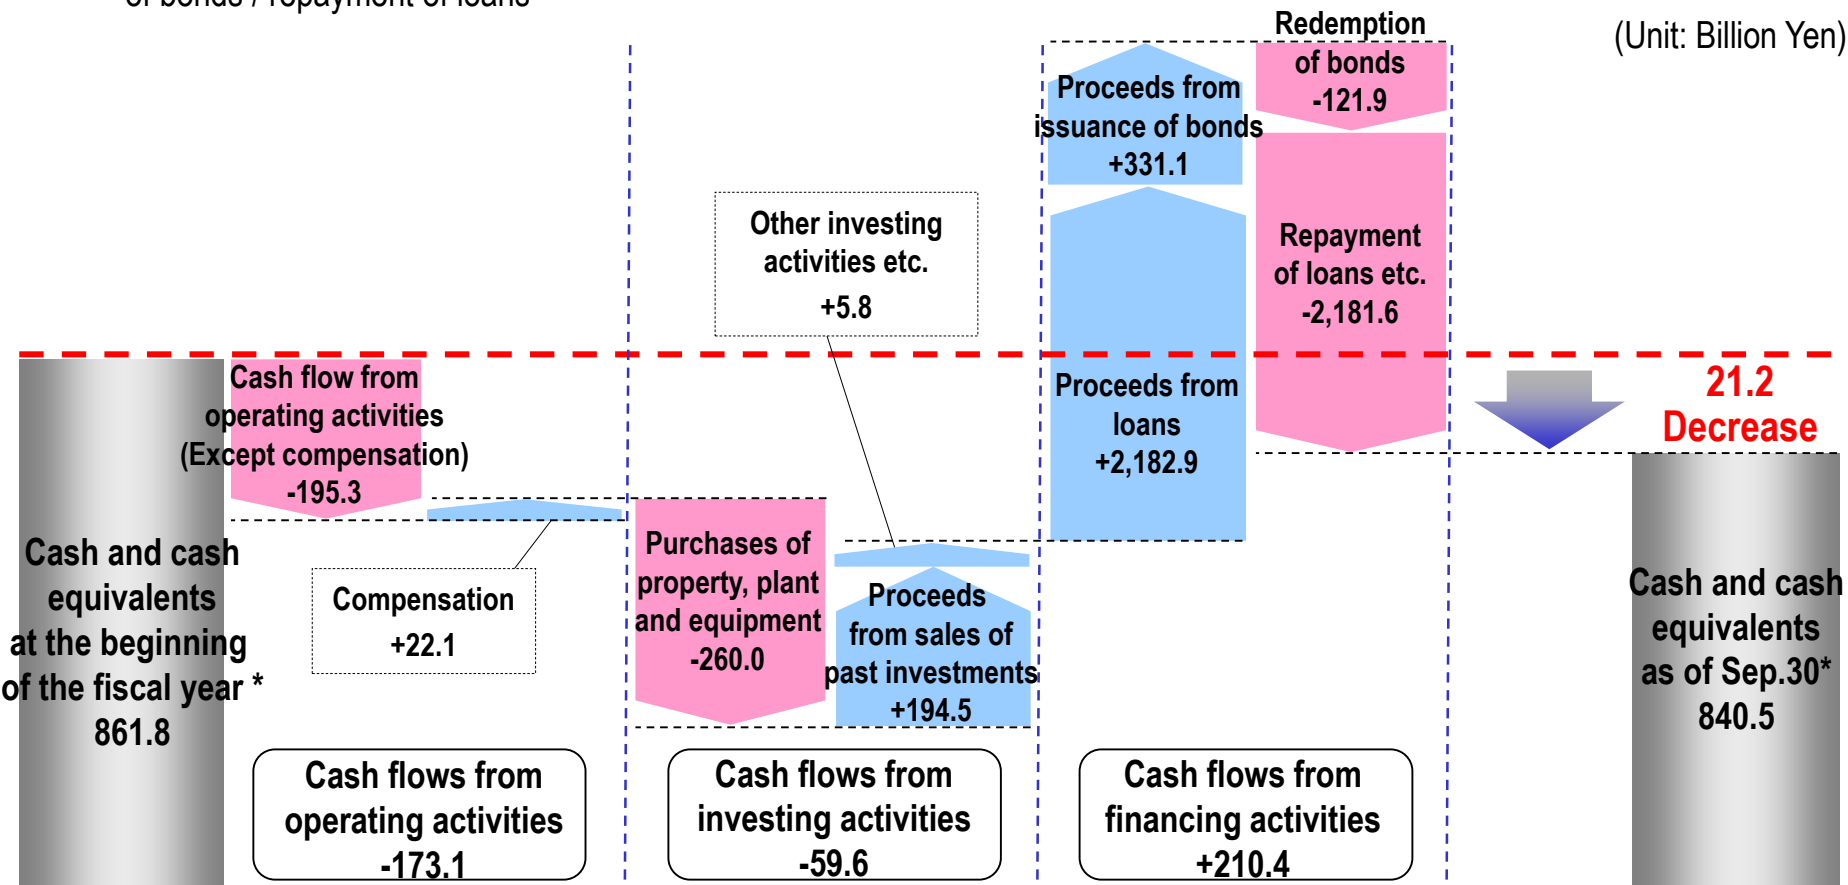 of bonds / repayment of loans
(Unit: Billion Yen)
Redemption
of bonds
-121.9
Proceeds from
issuance of bonds
+331.1
Other investing
activities etc.
+5.8
Repayment
of loans etc.
-2,181.6
Cash flow from
operating activities
(Except compensation)
-195.3
Proceeds from
loans
+2,182.9
21.2
Decrease
Cash and cash
equivalents
at the beginning
of the fiscal year *
861.8
Compensation
+22.1
Purchases of
property, plant
and equipment
-260.0
Proceeds
from sales of
past investments
+194.5
Cash and cash
equivalents
as of Sep.30*
840.5
Cash flows from
operating activities
-173.1
Cash flows from
investing activities
-59.6
Cash flows from
financing activities
+210.4